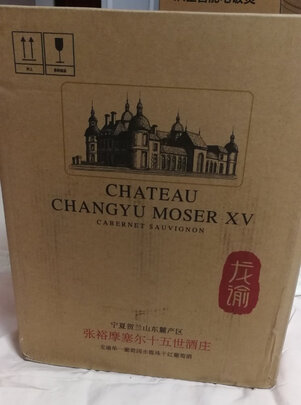 CHATEAU
CHANGYU MOSER XV
CABERNET SAUVIGNON
龙谕
宁夏贺兰山东麓产区
张裕摩塞尔十五世酒庄